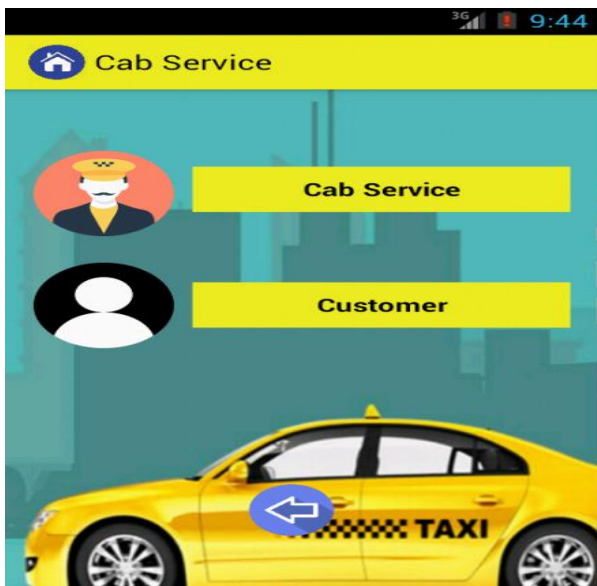 3G 9:44
Cab Service
Cab Service
Customer
TAXI